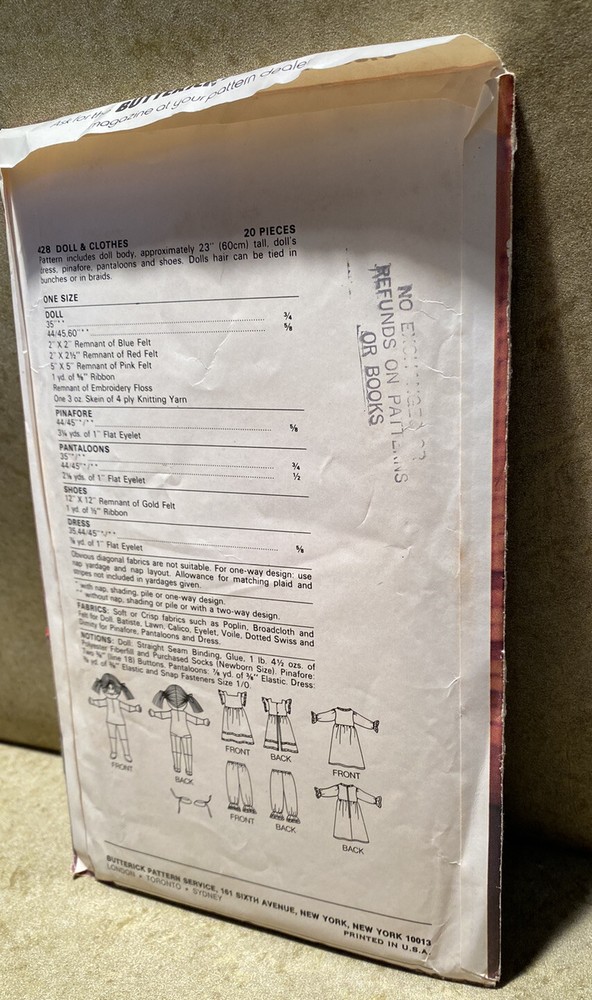 Ask for the BUTTERICK
magazine at your pattern dealer
428 DOLL & CLOTHES 20 PIECES
Pattern includes doll body, approximately 23" (60cm) tall, doll's
dress, pinafore, pantaloons and shoes. Dolls hair can be tied in
bunches or in braids.
ONE SIZE
DOLL
35"** ¾
44/45,60"** ⅝
2" X 2" Remnant of Blue Felt
2" X 2½" Remnant of Red Felt
5" X 5" Remnant of Pink Felt
1 yd. of ⅝" Ribbon
Remnant of Embroidery Floss
One 3 oz. Skein of 4 ply Knitting Yarn
PINAFORE
44/45"*/** ⅝
3¼ yds. of 1" Flat Eyelet
PANTALOONS
35"*/** ¾
44/45"*/** ½
2¼ yds. of 1" Flat Eyelet
SHOES
12" X 12" Remnant of Gold Felt
1 yd. of ½" Ribbon
DRESS
35,44/45"*/** ⅝
yd. of 1" Flat Eyelet
Obvious diagonal fabrics are not suitable. For one-way design: use
nap yardage and nap layout. Allowance for matching plaid and
stripes not included in yardages given.
*with nap, shading, pile or one-way design.
** without nap, shading or pile or with a two-way design.
FABRICS: Soft or Crisp fabrics such as Poplin, Broadcloth and
Felt for Doll. Batiste, Lawn, Calico, Eyelet, Voile, Dotted Swiss and
Dimity for Pinafore, Pantaloons and Dress.
NOTIONS: Doll: Straight Seam Binding, Glue, 1 lb. 4½ ozs. of
Polyester Fiberfill and Purchased Socks (Newborn Size). Pinafore:
Two (line 18) Buttons. Pantaloons: ⅞ yd. of ⅜" Elastic. Dress:
yd. of ⅜" Elastic and Snap Fasteners Size 1/0
FRONT
BACK
FRONT
BACK
FRONT
FRONT
BACK
BACK
NO
REFUNDS ON PATTERNS
OR BOOKS
BUTTERICK PATTERN SERVICE, 161 SIXTH AVENUE, NEW YORK, NEW YORK 10013
LONDON • TORONTO • SYDNEY
PRINTED IN U.S.A.